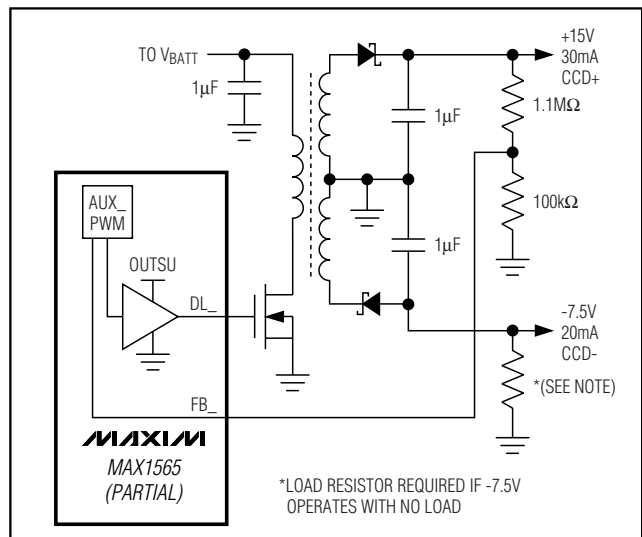 TO VBATT
1µF
+15V
30mA
CCD+
1.1MΩ
1µF
100kΩ
1µF
AUX_
PWM
OUTSU
DL_
FB_
-7.5V
20mA
CCD-
*(SEE NOTE)
MAXIM
MAX1565
(PARTIAL)
*LOAD RESISTOR REQUIRED IF -7.5V
OPERATES WITH NO LOAD